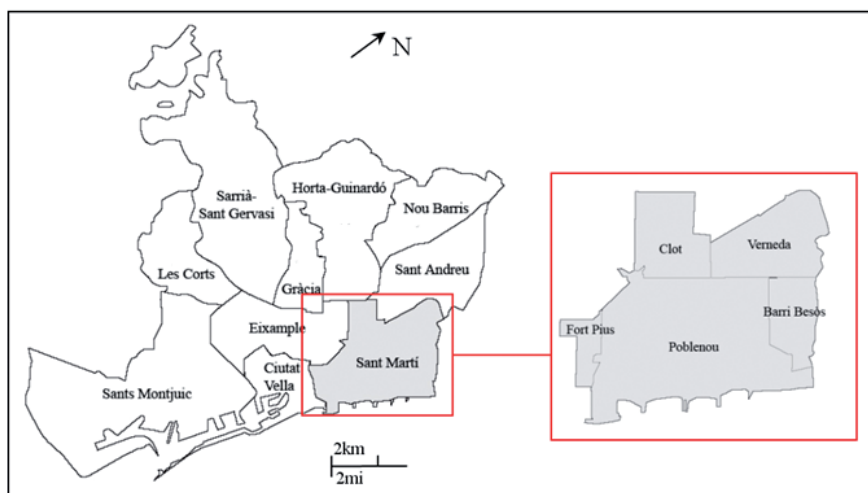 N
Sarrià-
Sant Gervasi
Horta-Guinardó
Nou Barris
Les Corts
Gràcia
Sant Andreu
Eixample
Sant Martí
Ciutat
Vella
Sants Montjuic
2km
2mi
Clot
Verneda
Fort Pius
Barri Besòs
Poblenou